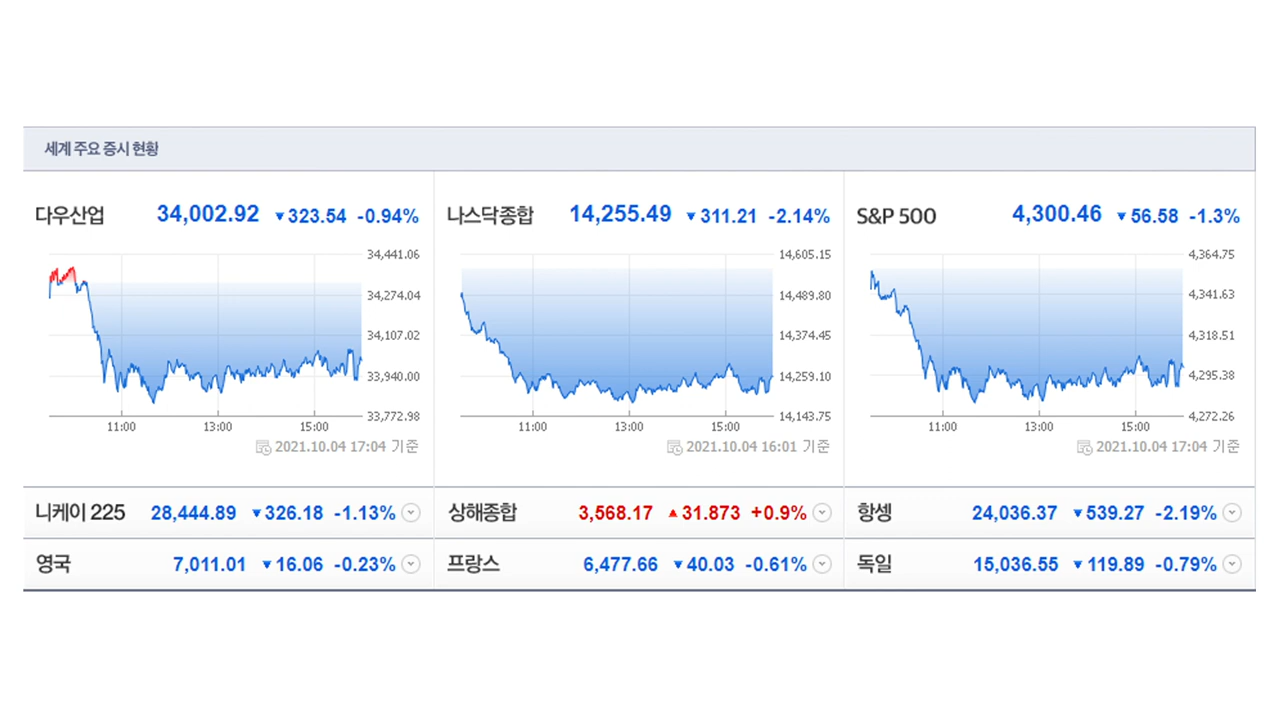 세계 주요 증시 현황
다우산업 34,002.92 ▼323.54 -0.94%
34,441.06
34,274.04
34,107.02
33,940.00
33,772.98
11:00 13:00 15:00
2021.10.04 17:04 기준
나스닥종합 14,255.49 ▼311.21 -2.14%
14,605.15
14,489.80
14,374.45
14,259.10
14,143.75
11:00 13:00 15:00
2021.10.04 16:01 기준
S&P 500 4,300.46 ▼56.58 -1.3%
4,364.75
4,341.63
4,318.51
4,295.38
4,272.26
11:00 13:00 15:00
2021.10.04 17:04 기준
니케이 225 28,444.89 ▼326.18 -1.13%
상해종합 3,568.17 ▲31.873 +0.9%
항셍 24,036.37 ▼539.27 -2.19%
영국 7,011.01 ▼16.06 -0.23%
프랑스 6,477.66 ▼40.03 -0.61%
독일 15,036.55 ▼119.89 -0.79%